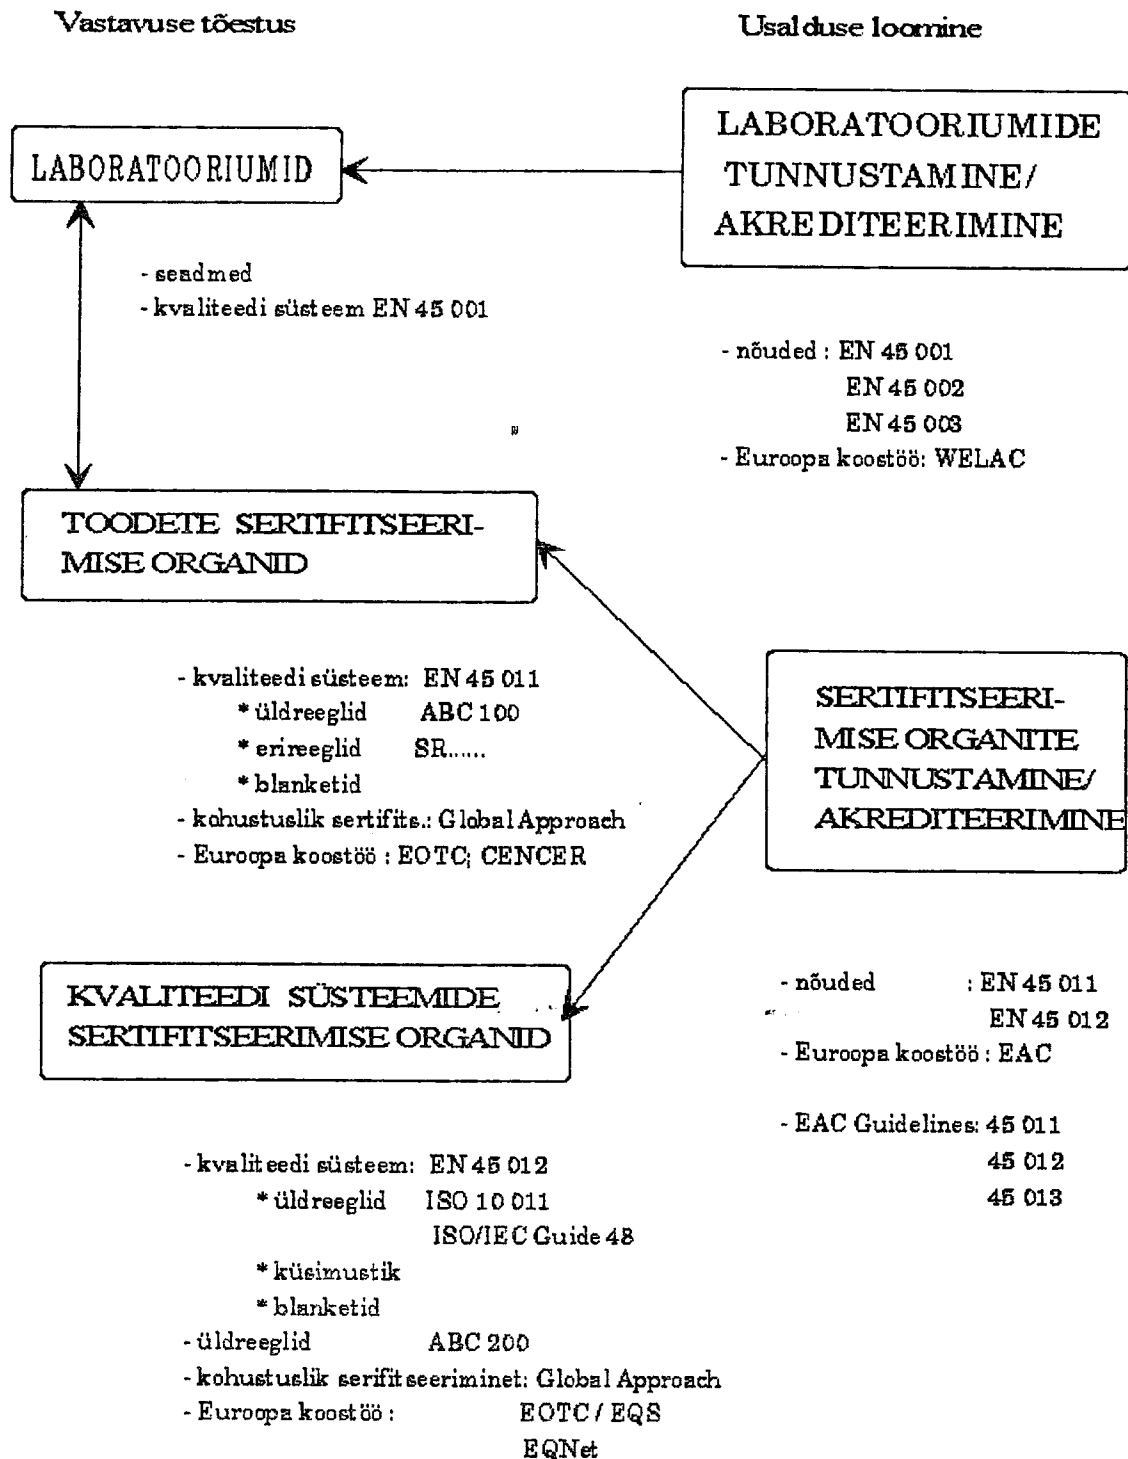 Vastavuse tõestus
Usalduse loomine
LABORATOORIUMID
LABORATOORIUMIDE
TUNNUSTAMINE/
AKREDITEERIMINE
- seadmed
- kvaliteedi süsteem EN 45 001
- nõuded : EN 45 001
EN 45 002
EN 45 003
- Euroopa koostöö: WELAC
TOODETE SERTIFITSEERI-
MISE ORGANID
- kvaliteedi süsteem: EN 45 011
* üldreeglid ABC 100
* erireeglid SR......
* blanketid
- kohustuslik sertifits.: Global Approach
- Euroopa koostöö : EOTC; CENCER
SERTIFITSEERI-
MISE ORGANITE
TUNNUSTAMINE/
AKREDITEERIMINE
KVALITEEDI SÜSTEEMIDE
SERTIFITSEERIMISE ORGANID
- nõuded : EN 45 011
EN 45 012
- Euroopa koostöö : EAC
- EAC Guidelines: 45 011
45 012
45 013
- kvaliteedi süsteem: EN 45 012
* üldreeglid ISO 10 011
ISO/IEC Guide 48
* küsimustik
* blanketid
- üldreeglid ABC 200
- kohustuslik serifitseeriminet: Global Approach
- Euroopa koostöö : EOTC / EQS
EQNet